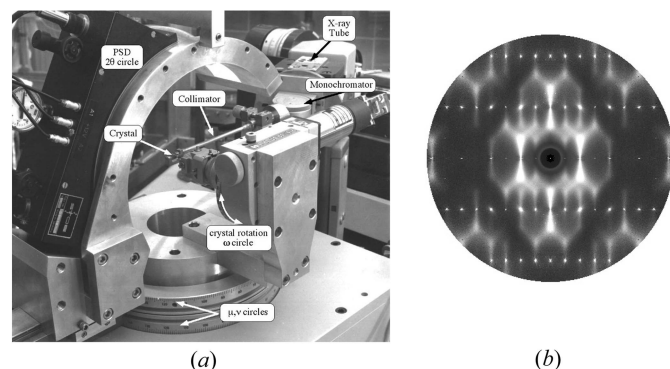 PSD
2θ circle
X-ray
Tube
Monochromator
Collimator
Crystal
crystal rotation
ω circle
μ,ν circles
(a)
(b)